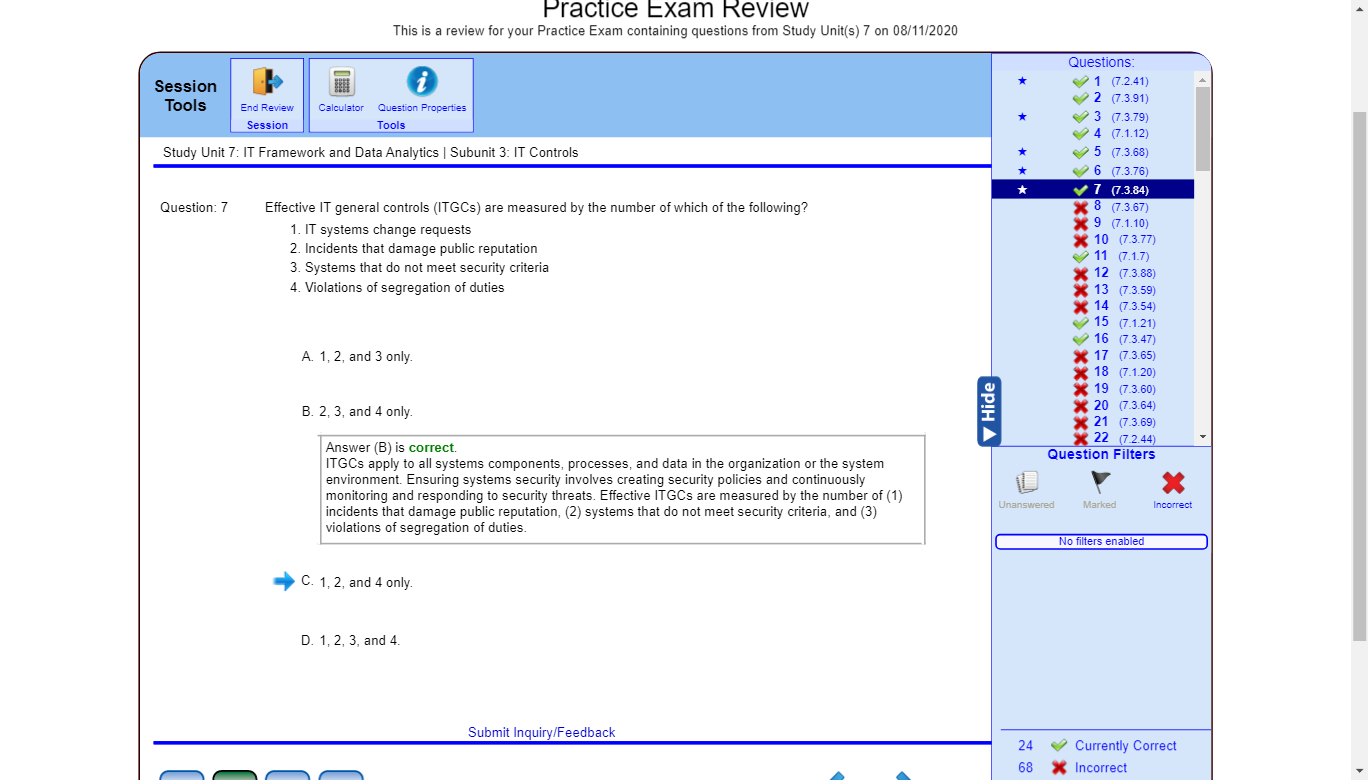 Practice Exam Review
This is a review for your Practice Exam containing questions from Study Unit(s) 7 on 08/11/2020
Session
Tools
End Review
Session
Calculator
Question Properties
Tools
Study Unit 7: IT Framework and Data Analytics | Subunit 3: IT Controls
Question: 7
Effective IT general controls (ITGCs) are measured by the number of which of the following?
1. IT systems change requests
2. Incidents that damage public reputation
3. Systems that do not meet security criteria
4. Violations of segregation of duties
A. 1, 2, and 3 only.
B. 2, 3, and 4 only.
Answer (B) is correct.
ITGCs apply to all systems components, processes, and data in the organization or the system
environment. Ensuring systems security involves creating security policies and continuously
monitoring and responding to security threats. Effective ITGCs are measured by the number of (1)
incidents that damage public reputation, (2) systems that do not meet security criteria, and (3)
violations of segregation of duties.
C. 1, 2, and 4 only.
D. 1, 2, 3, and 4.
Submit Inquiry/Feedback
Questions:
1 (7.2.41)
2 (7.3.91)
3 (7.3.79)
4 (7.1.12)
5 (7.3.68)
6 (7.3.76)
7 (7.3.84)
8 (7.3.67)
9 (7.1.10)
10 (7.3.77)
11 (7.1.7)
12 (7.3.88)
13 (7.3.59)
14 (7.3.54)
15 (7.1.21)
16 (7.3.47)
17 (7.3.65)
18 (7.1.20)
19 (7.3.60)
20 (7.3.64)
21 (7.3.69)
22 (7.2.44)
Hide
Question Filters
Unanswered
Marked
Incorrect
No filters enabled
24 Currently Correct
68 Incorrect